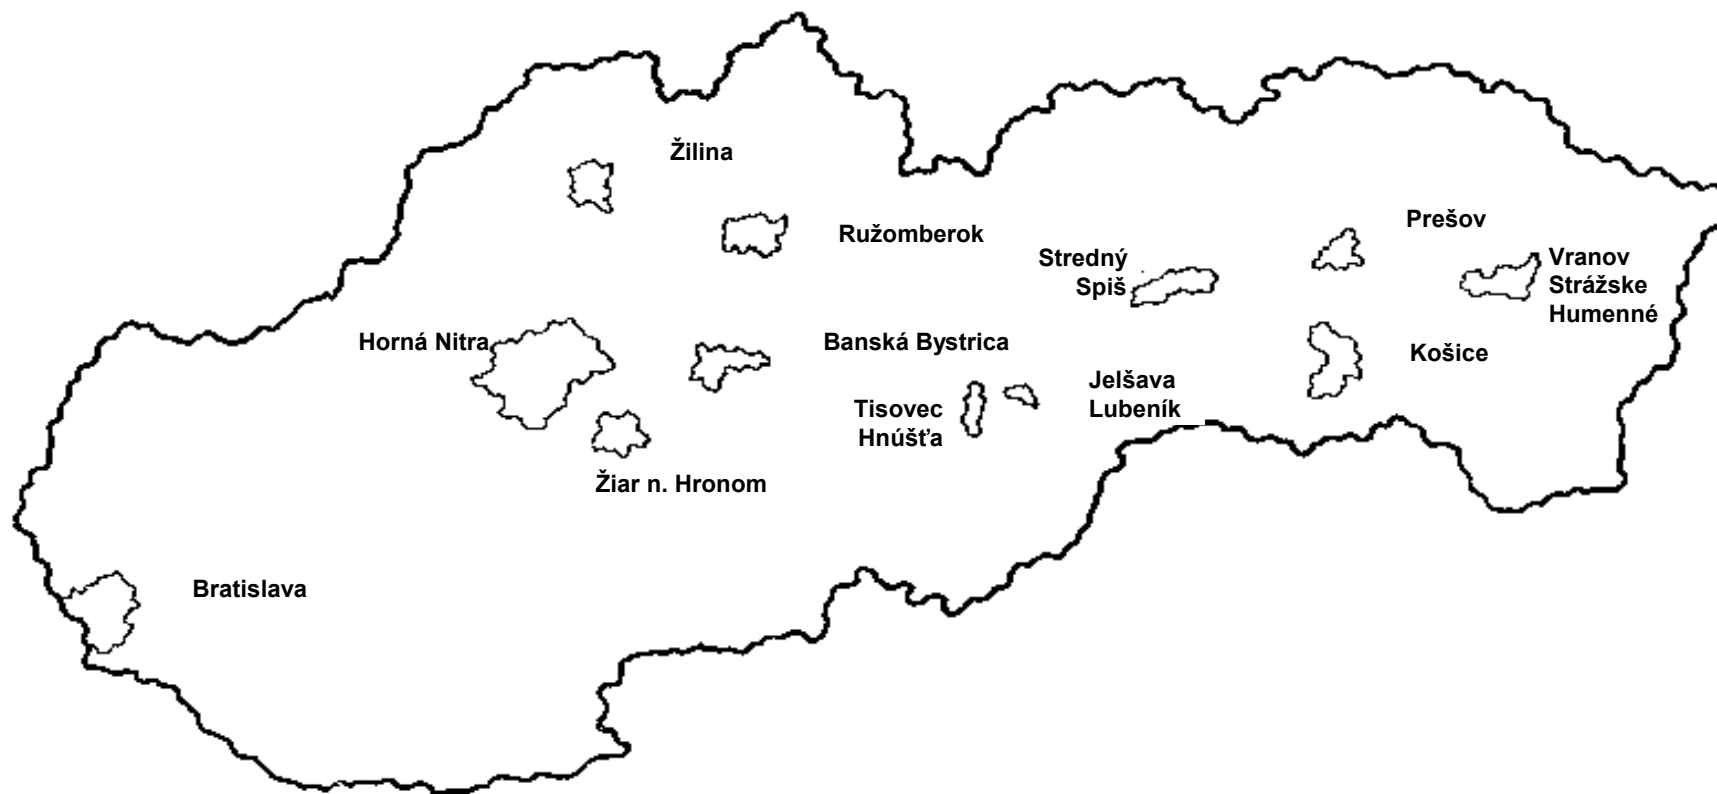 Žilina
Ružomberok
Prešov
Stredný
Spiš
Vranov
Strážske
Humenné
Horná Nitra
Banská Bystrica
Košice
Jelšava
Lubeník
Tisovec
Hnúšťa
Žiar n. Hronom
Bratislava